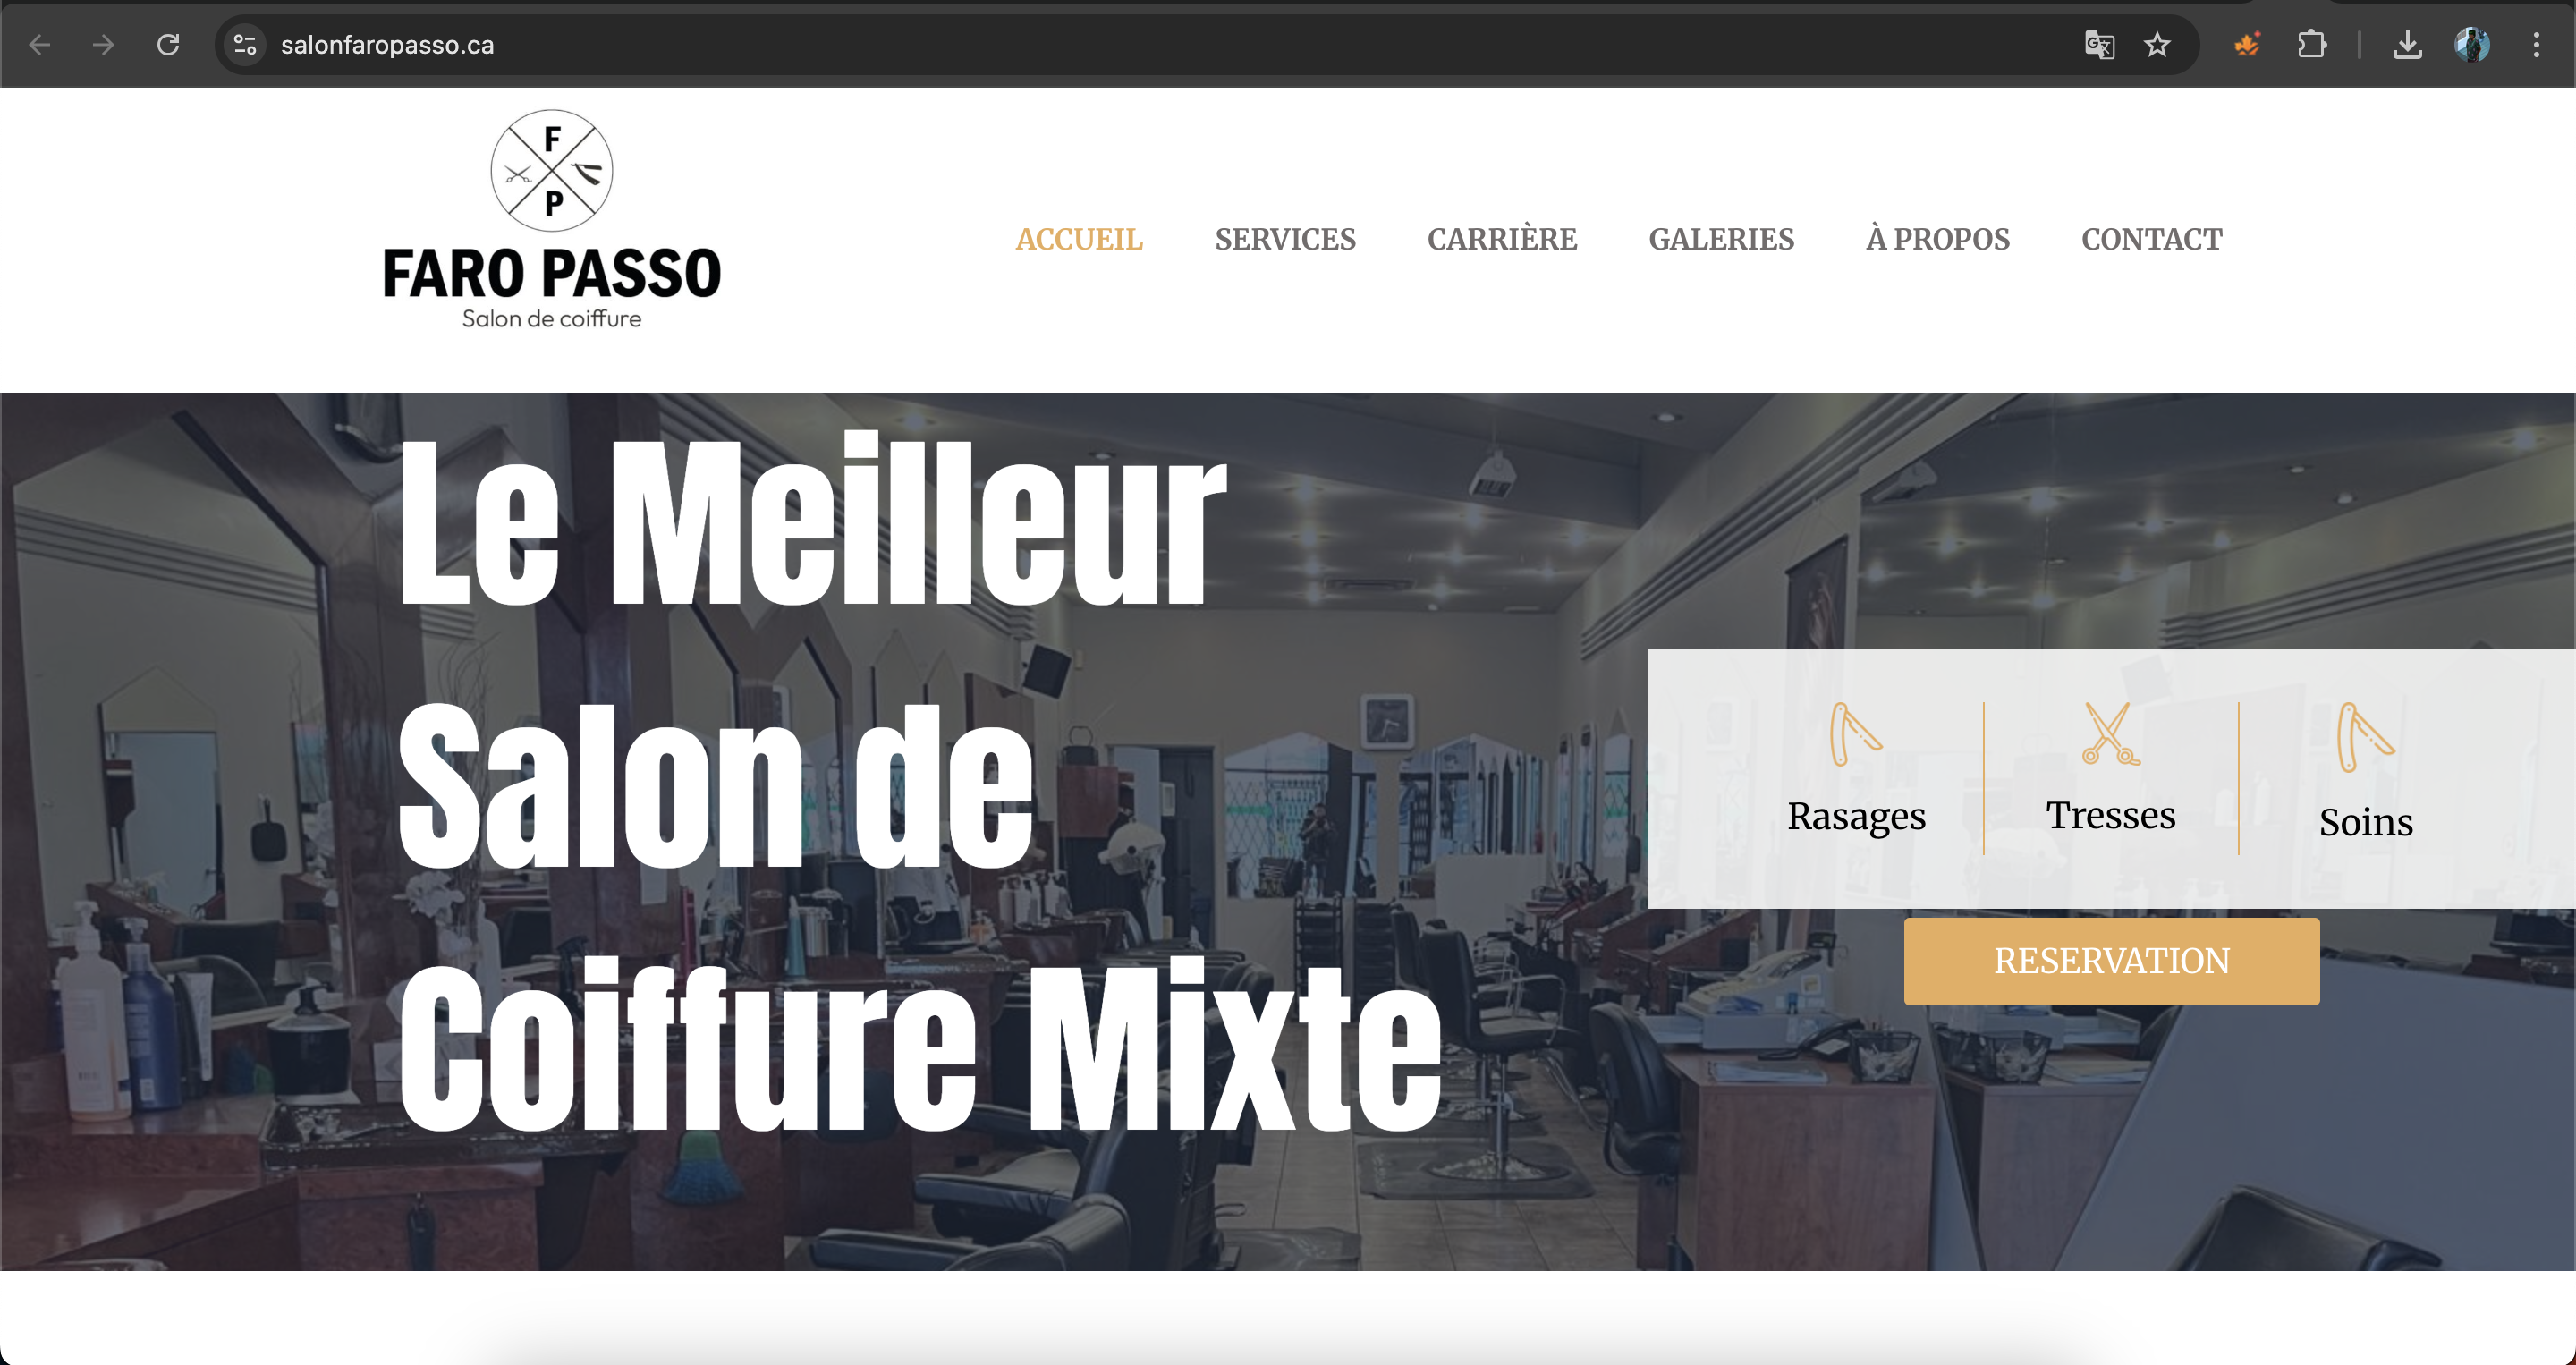 salonfaropasso.ca
F
P
FARO PASSO
Salon de coiffure
ACCUEIL SERVICES CARRIÈRE GALERIES À PROPOS CONTACT
Le Meilleur
Salon de
Coiffure Mixte
Rasages Tresses Soins
RESERVATION